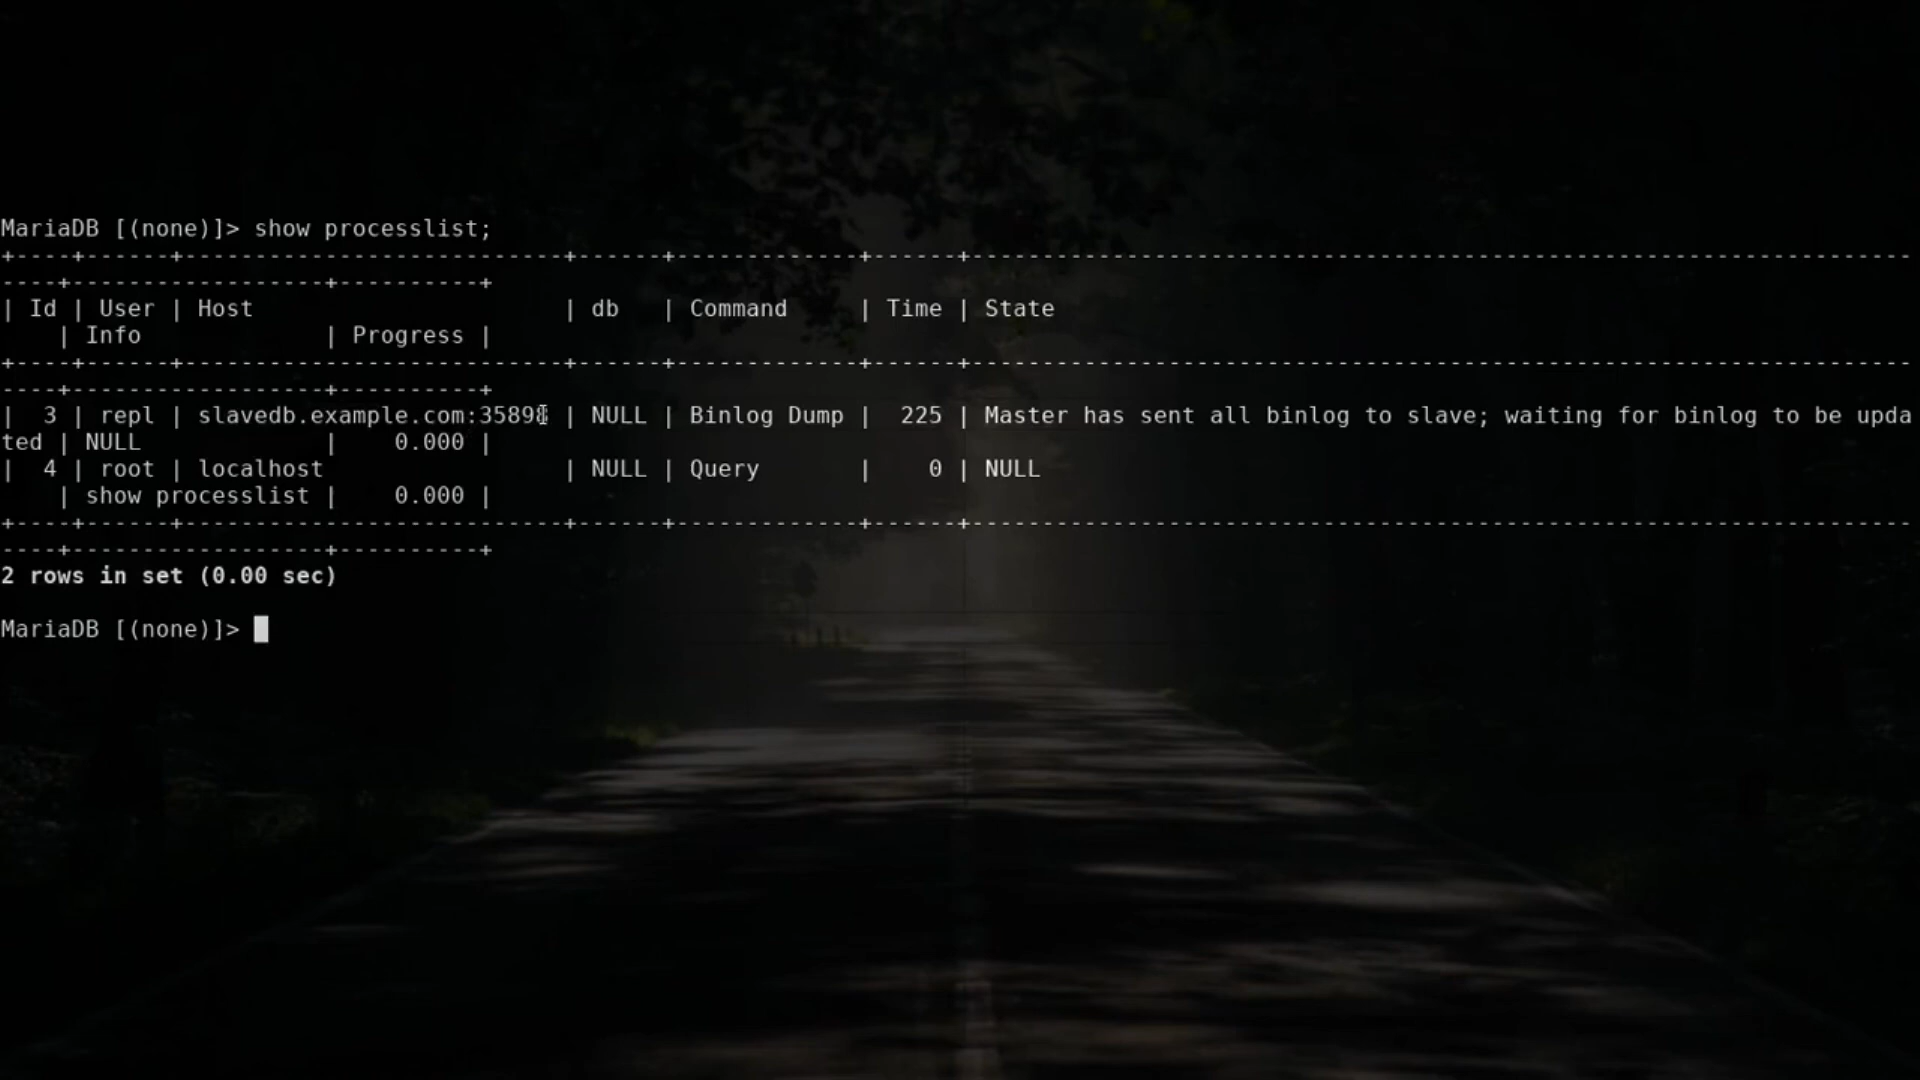 MariaDB [(none)]> show processlist;
+----+------+---------------------------+------+-------------+------+-------------------------------------------------------------------
----+------------------+----------+
| Id | User | Host                      | db   | Command     | Time | State
    | Info             | Progress |
+----+------+---------------------------+------+-------------+------+-------------------------------------------------------------------
----+------------------+----------+
|  3 | repl | slavedb.example.com:35898 | NULL | Binlog Dump |  225 | Master has sent all binlog to slave; waiting for binlog to be upda
ted | NULL             |    0.000 |
|  4 | root | localhost                 | NULL | Query       |    0 | NULL
    | show processlist |    0.000 |
+----+------+---------------------------+------+-------------+------+-------------------------------------------------------------------
----+------------------+----------+
2 rows in set (0.00 sec)
MariaDB [(none)]>